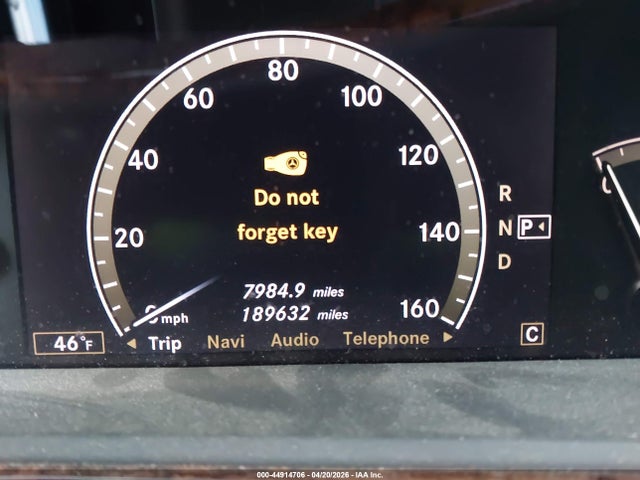 80
60
100
40
120
Do not
R
20
forget key
140
N
P
D
7984.9 miles
189632 miles
160
0 mph
46°F
Trip Navi Audio Telephone
C
000-44914706 - 04/20/2026 - IAA Inc.